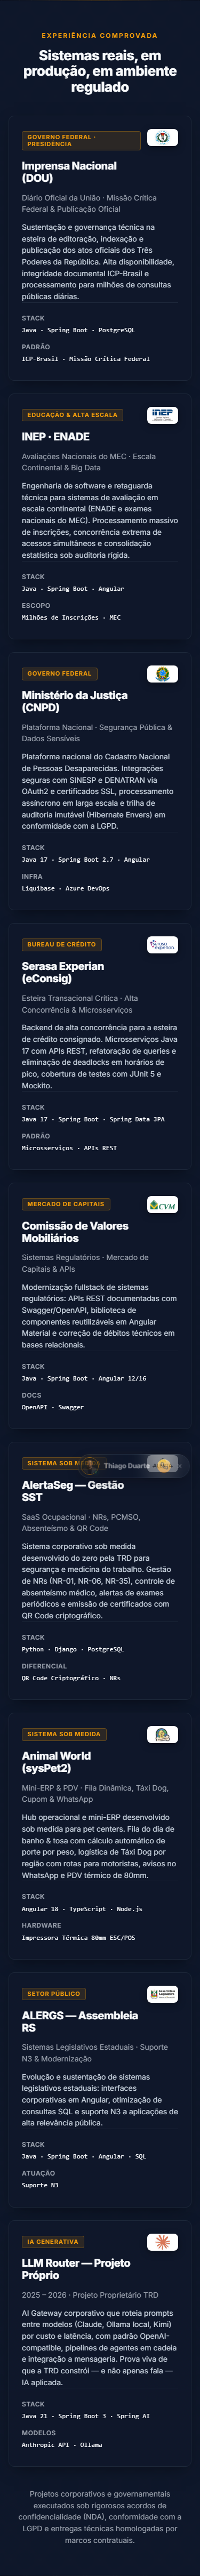 EXPERIÊNCIA COMPROVADA
Sistemas reais, em
produção, em ambiente
regulado
GOVERNO FEDERAL ·
PRESIDÊNCIA
Imprensa Nacional
(DOU)
Diário Oficial da União · Missão Crítica
Federal & Publicação Oficial
Sustentação e governança técnica na
esteira de editoração, indexação e
publicação dos atos oficiais dos Três
Poderes da República. Alta disponibilidade,
integridade documental ICP-Brasil e
processamento para milhões de consultas
públicas diárias.
STACK
Java · Spring Boot · PostgreSQL
PADRÃO
ICP-Brasil · Missão Crítica Federal
EDUCAÇÃO & ALTA ESCALA
inep
INEP · ENADE
Avaliações Nacionais do MEC · Escala
Continental & Big Data
Engenharia de software e retaguarda
técnica para sistemas de avaliação em
escala continental (ENADE e exames
nacionais do MEC). Processamento massivo
de inscrições, concorrência extrema de
acessos simultâneos e consolidação
estatística sob auditoria rígida.
STACK
Java · Spring Boot · Angular
ESCOPO
Milhões de Inscrições · MEC
GOVERNO FEDERAL
Ministério da Justiça
(CNPD)
Plataforma Nacional · Segurança Pública &
Dados Sensíveis
Plataforma nacional do Cadastro Nacional
de Pessoas Desaparecidas. Integrações
seguras com SINESP e DENATRAN via
OAuth2 e certificados SSL, processamento
assíncrono em larga escala e trilha de
auditoria imutável (Hibernate Envers) em
conformidade com a LGPD.
STACK
Java 17 · Spring Boot 2.7 · Angular
INFRA
Liquibase · Azure DevOps
BUREAU DE CRÉDITO
Serasa
Experian
Serasa Experian
(eConsig)
Esteira Transacional Crítica · Alta
Concorrência & Microsserviços
Backend de alta concorrência para a esteira
de crédito consignado. Microsserviços Java
17 com APIs REST, refatoração de queries e
eliminação de deadlocks em horários de
pico, cobertura de testes com JUnit 5 e
Mockito.
STACK
Java 17 · Spring Boot · Spring Data JPA
PADRÃO
Microsserviços · APIs REST
MERCADO DE CAPITAIS
CVM
Comissão de Valores
Mobiliários
Sistemas Regulatórios · Mercado de
Capitais & APIs
Modernização fullstack de sistemas
regulatórios: APIs REST documentadas com
Swagger/OpenAPI, biblioteca de
componentes reutilizáveis em Angular
Material e correção de débitos técnicos em
bases relacionais.
STACK
Java · Spring Boot · Angular 12/16
DOCS
OpenAPI · Swagger
SISTEMA SOB M
Thiago Duarte
AlertaSeg — Gestão
SST
SaaS Ocupacional · NRs, PCMSO,
Absenteísmo & QR Code
Sistema corporativo sob medida
desenvolvido do zero pela TRD para
segurança e medicina do trabalho. Gestão
de NRs (NR-01, NR-06, NR-35), controle de
absenteísmo médico, alertas de exames
periódicos e emissão de certificados com
QR Code criptográfico.
STACK
Python · Django · PostgreSQL
DIFERENCIAL
QR Code Criptográfico · NRs
SISTEMA SOB MEDIDA
Animal World
(sysPet2)
Mini-ERP & PDV · Fila Dinâmica, Táxi Dog,
Cupom & WhatsApp
Hub operacional e mini-ERP desenvolvido
sob medida para pet centers. Fila do dia de
banho & tosa com cálculo automático de
porte por peso, logística de Táxi Dog por
região com rotas para motoristas, avisos no
WhatsApp e PDV térmico de 80mm.
STACK
Angular 18 · TypeScript · Node.js
HARDWARE
Impressora Térmica 80mm ESC/POS
SETOR PÚBLICO
ALERGS — Assembleia
RS
Sistemas Legislativos Estaduais · Suporte
N3 & Modernização
Evolução e sustentação de sistemas
legislativos estaduais: interfaces
corporativas em Angular, otimização de
consultas SQL e suporte N3 a aplicações de
alta relevância pública.
STACK
Java · Spring Boot · Angular · SQL
ATUAÇÃO
Suporte N3
IA GENERATIVA
LLM Router — Projeto
Próprio
2025 – 2026 · Projeto Proprietário TRD
AI Gateway corporativo que roteia prompts
entre modelos (Claude, Ollama local, Kimi)
por custo e latência, com padrão OpenAI-
compatible, pipelines de agentes em cadeia
e integração a mensageria. Prova viva de
que a TRD constrói — e não apenas fala —
IA aplicada.
STACK
Java 21 · Spring Boot 3 · Spring AI
MODELOS
Anthropic API · Ollama
Projetos corporativos e governamentais
executados sob rigorosos acordos de
confidencialidade (NDA), conformidade com a
LGPD e entregas técnicas homologadas por
marcos contratuais.